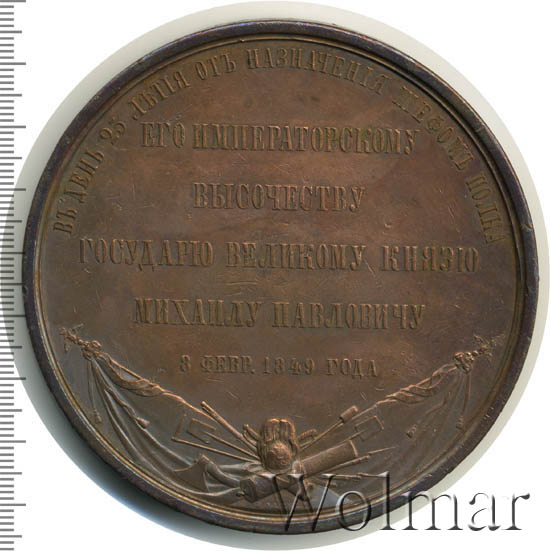 ВЪ ДЕНЬ 25 ЛѢТІЯ ОТЪ НАЗНАЧЕНІЯ ШЕФОМЪ ПОЛКА
ЕГО ИМПЕРАТОРСКОМУ
ВЫСОЧЕСТВУ
ГОСУДАРЮ ВЕЛИКОМУ КНЯЗЮ
МИХАИЛУ ПАВЛОВИЧУ
8 ФЕВР. 1849 ГОДА
Wolmar